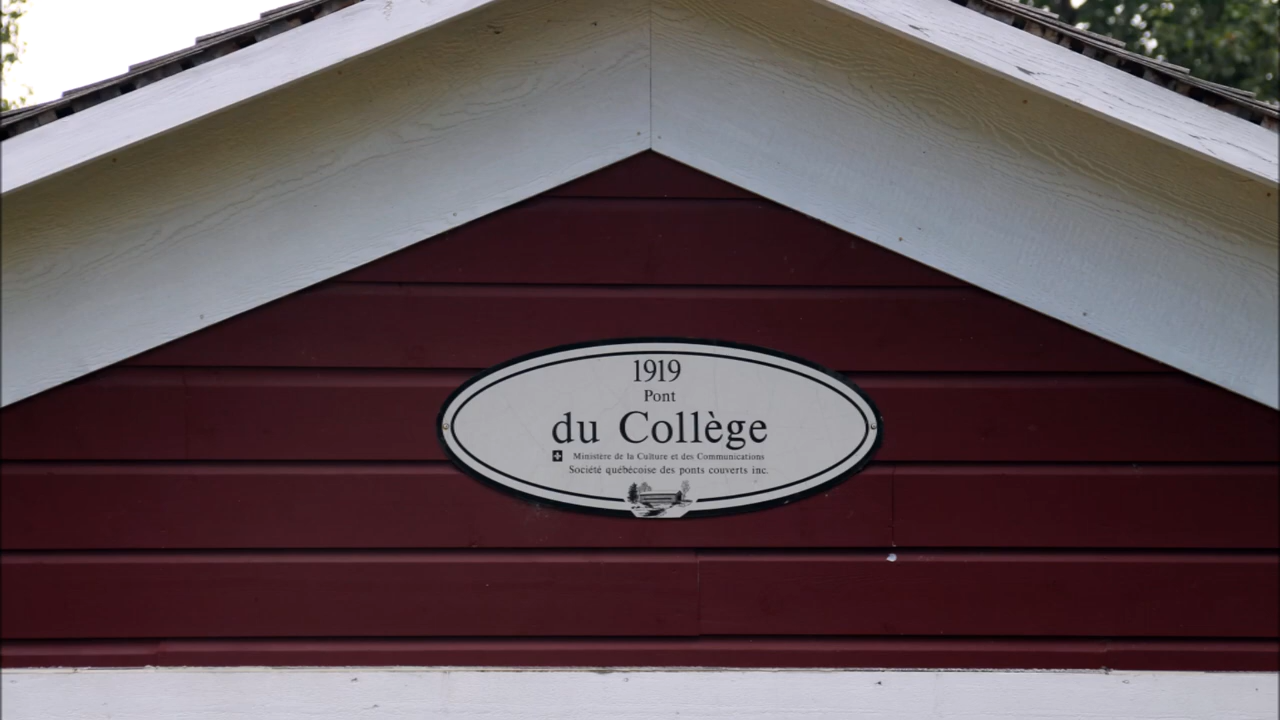 1919
Pont
du Collège
Ministère de la Culture et des Communications
Société québécoise des ponts couverts inc.